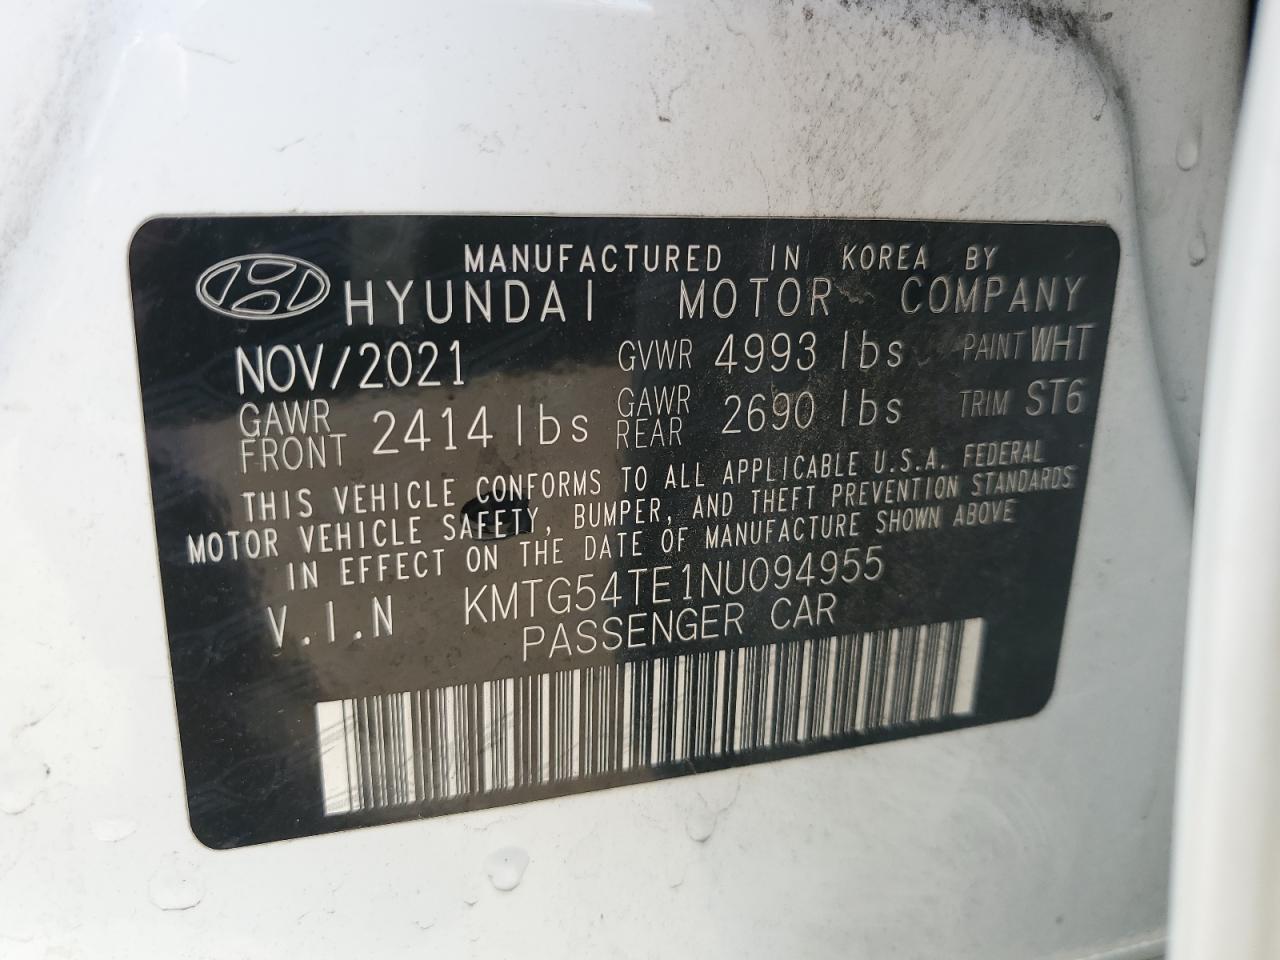 MANUFACTURED IN KOREA BY
HYUNDAI MOTOR COMPANY
NOV/2021 GVWR 4993 lbs PAINT WHT
GAWR FRONT 2414 lbs GAWR REAR 2690 lbs TRIM ST6
THIS VEHICLE CONFORMS TO ALL APPLICABLE U.S.A. FEDERAL
MOTOR VEHICLE SAFETY, BUMPER, AND THEFT PREVENTION STANDARDS
IN EFFECT ON THE DATE OF MANUFACTURE SHOWN ABOVE
V.I.N KMTG54TE1NU094955
PASSENGER CAR